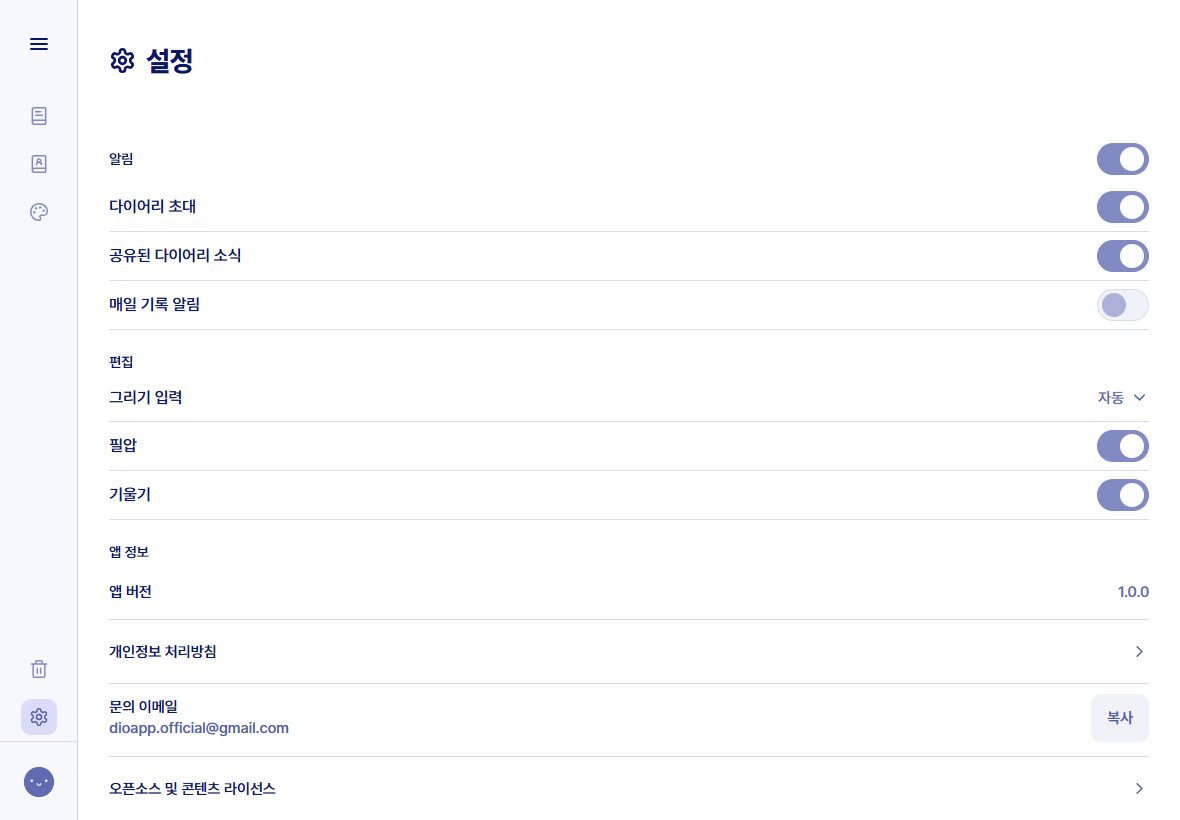 설정
알림
다이어리 초대
공유된 다이어리 소식
매일 기록 알림
편집
그리기 입력
자동
필압
기울기
앱 정보
앱 버전
1.0.0
개인정보 처리방침
문의 이메일
dioapp.official@gmail.com
복사
오픈소스 및 콘텐츠 라이선스